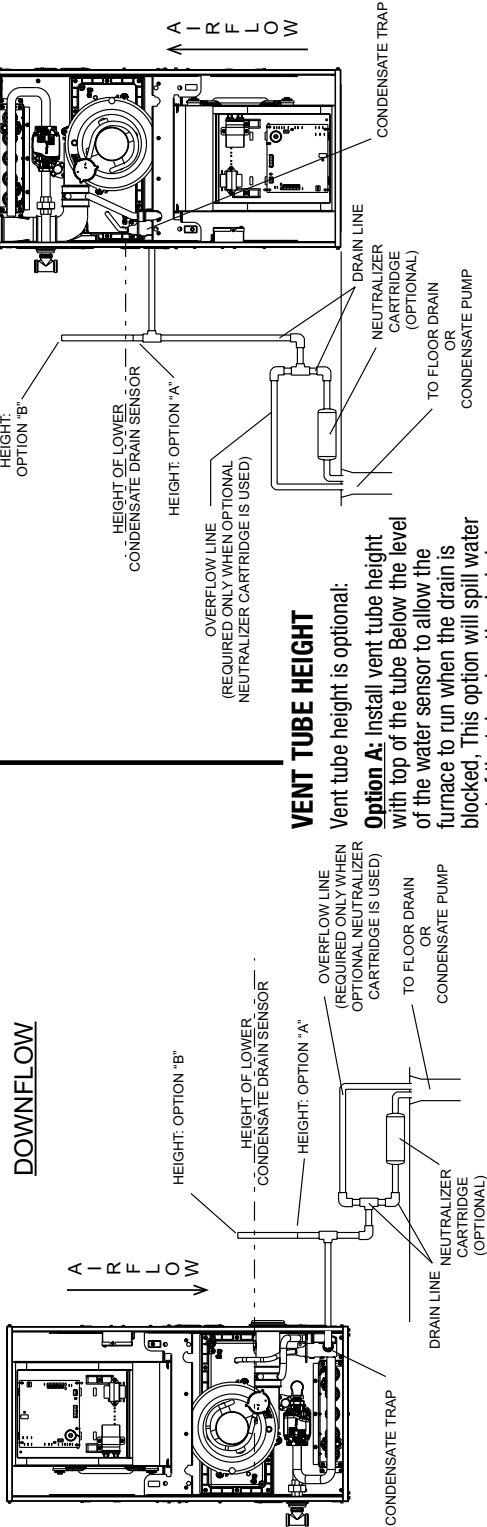 DOWNFLOW
AIRFLOW
HEIGHT: OPTION "B"
HEIGHT OF LOWER
CONDENSATE DRAIN SENSOR
HEIGHT: OPTION "A"
OVERFLOW LINE
(REQUIRED ONLY WHEN
OPTIONAL NEUTRALIZER
CARTRIDGE IS USED)
TO FLOOR DRAIN
OR
CONDENSATE PUMP
DRAIN LINE
NEUTRALIZER
CARTRIDGE
(OPTIONAL)
CONDENSATE TRAP
HEIGHT:
OPTION "B"
AIRFLOW
HEIGHT OF LOWER
CONDENSATE DRAIN SENSOR
HEIGHT: OPTION "A"
OVERFLOW LINE
(REQUIRED ONLY WHEN OPTIONAL
NEUTRALIZER CARTRIDGE IS USED)
CONDENSATE TRAP
DRAIN LINE
NEUTRALIZER
CARTRIDGE
(OPTIONAL)
TO FLOOR DRAIN
OR
CONDENSATE PUMP
VENT TUBE HEIGHT
Vent tube height is optional:
Option A: Install vent tube height
with top of the tube Below the level
of the water sensor to allow the
furnace to run when the drain is
blocked, This option will spill water